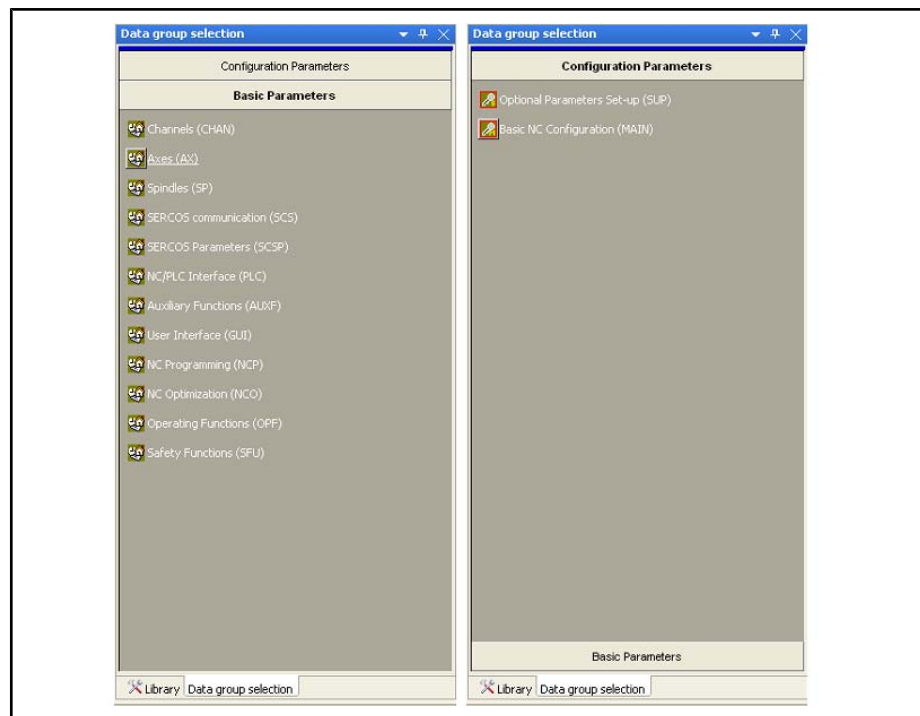 Data group selection
Configuration Parameters
Basic Parameters
Channels (CHAN)
Axes (AX)
Spindles (SP)
SERCOS communication (SCS)
SERCOS Parameters (SCSP)
NC/PLC Interface (PLC)
Auxiliary Functions (AUXF)
User Interface (GUI)
NC Programming (NCP)
NC Optimization (NCO)
Operating Functions (OPF)
Safety Functions (SFU)
Library
Data group selection
Data group selection
Configuration Parameters
Optional Parameters Set-up (SUP)
Basic NC Configuration (MAIN)
Basic Parameters
Library
Data group selection